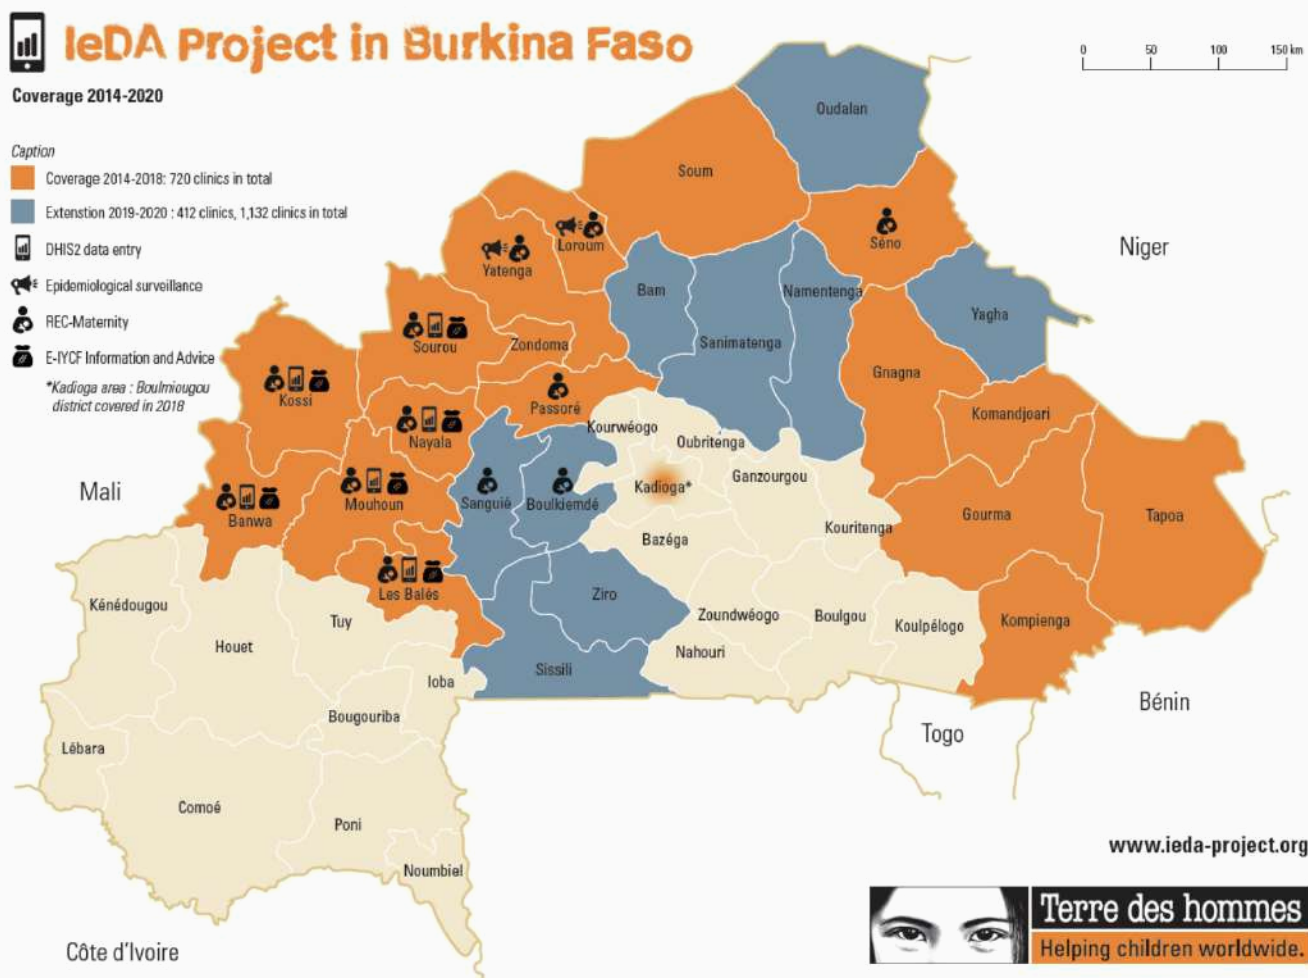 IeDA Project in Burkina Faso
0 50 100 150 km
Coverage 2014-2020
Caption
Coverage 2014-2018: 720 clinics in total
Extenstion 2019-2020 : 412 clinics, 1,132 clinics in total
DHIS2 data entry
Epidemiological surveillance
REC-Maternity
E-IYCF Information and Advice
*Kadioga area : Boulmiougou
district covered in 2018
Oudalan
Soum
Séno
Loroum
Yatenga
Niger
Bam
Namentenga
Yagha
Sourou
Zondoma
Sanimatenga
Gnagna
Kossi
Passoré
Komandjoari
Nayala
Kourwéogo
Oubritenga
Mali
Mouhoun
Sanguié
Boulkiemdé
Kadioga*
Ganzourgou
Banwa
Gourma
Tapoa
Kouritenga
Bazéga
Les Balés
Ziro
Kénédougou
Tuy
Zoundwéogo
Boulgou
Koulpélogo
Kompienga
Houet
Nahouri
Sissili
Ioba
Bénin
Bougouriba
Togo
Lébara
Comoé
Poni
Noumbiel
www.ieda-project.org
Côte d'Ivoire
Terre des hommes
Helping children worldwide.